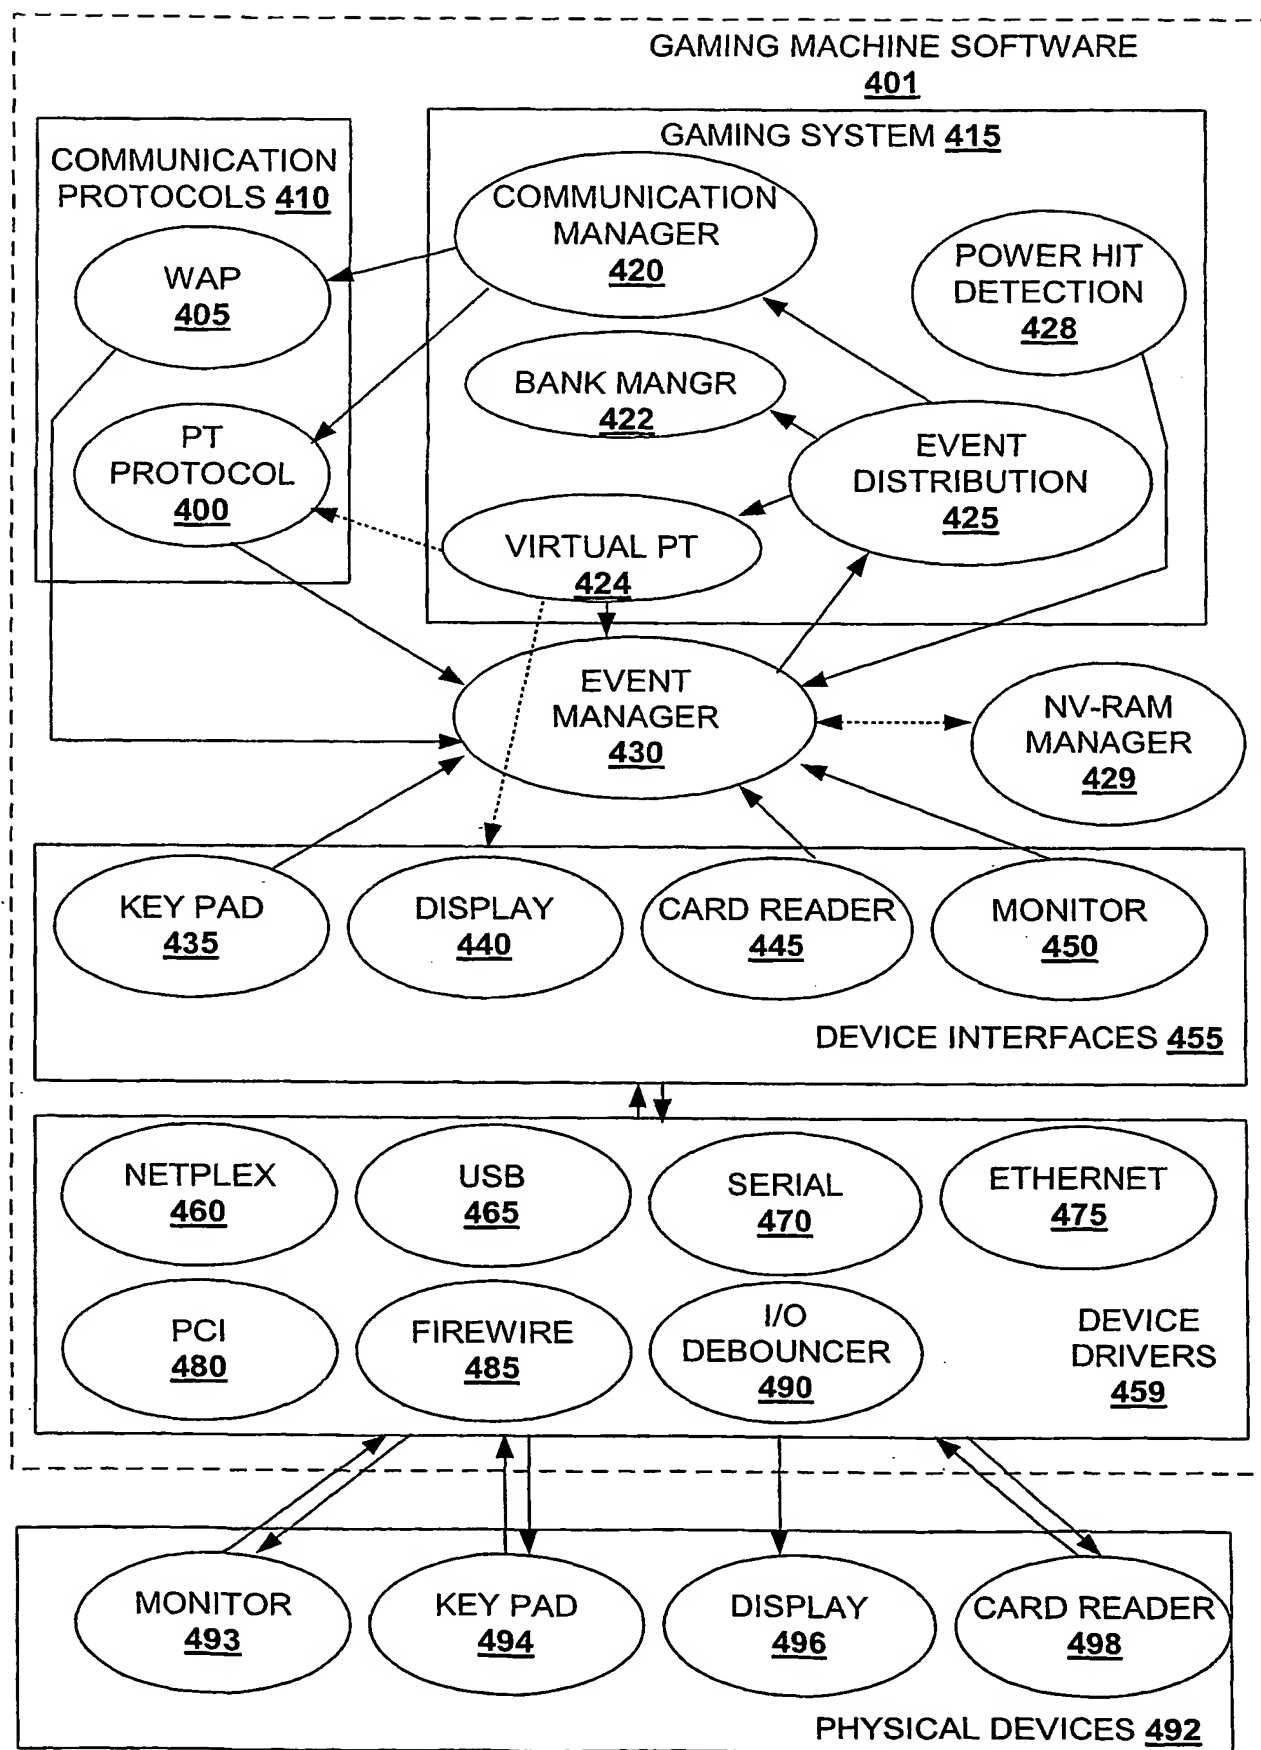 GAMING MACHINE SOFTWARE
401
COMMUNICATION
PROTOCOLS 410
WAP
405
PT
PROTOCOL
400
GAMING SYSTEM 415
COMMUNICATION
MANAGER
420
POWER HIT
DETECTION
428
BANK MANGR
422
EVENT
DISTRIBUTION
425
VIRTUAL PT
424
EVENT
MANAGER
430
NV-RAM
MANAGER
429
KEY PAD
435
DISPLAY
440
CARD READER
445
MONITOR
450
DEVICE INTERFACES 455
NETPLEX
460
USB
465
SERIAL
470
ETHERNET
475
PCI
480
FIREWIRE
485
I/O
DEBOUNCER
490
DEVICE
DRIVERS
459
MONITOR
493
KEY PAD
494
DISPLAY
496
CARD READER
498
PHYSICAL DEVICES 492